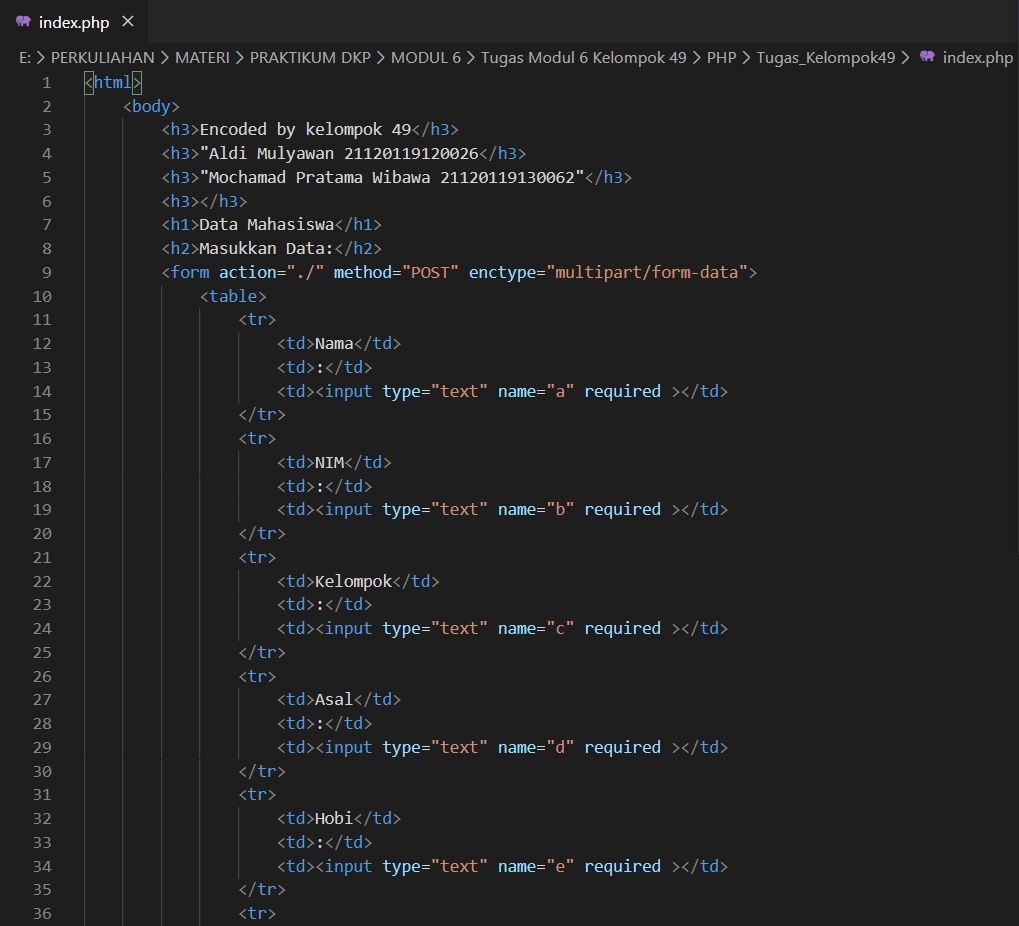 index.php ×
E: > PERKULIAHAN > MATERI > PRAKTIKUM DKP > MODUL 6 > Tugas Modul 6 Kelompok 49 > PHP > Tugas_Kelompok49 > index.php
1 <html>
2 <body>
3 <h3>Encoded by kelompok 49</h3>
4 <h3>"Aldi Mulyawan 21120119120026</h3>
5 <h3>"Mochamad Pratama Wibawa 21120119130062"</h3>
6 <h3></h3>
7 <h1>Data Mahasiswa</h1>
8 <h2>Masukkan Data:</h2>
9 <form action="./" method="POST" enctype="multipart/form-data">
10 <table>
11 <tr>
12 <td>Nama</td>
13 <td>:</td>
14 <td><input type="text" name="a" required ></td>
15 </tr>
16 <tr>
17 <td>NIM</td>
18 <td>:</td>
19 <td><input type="text" name="b" required ></td>
20 </tr>
21 <tr>
22 <td>Kelompok</td>
23 <td>:</td>
24 <td><input type="text" name="c" required ></td>
25 </tr>
26 <tr>
27 <td>Asal</td>
28 <td>:</td>
29 <td><input type="text" name="d" required ></td>
30 </tr>
31 <tr>
32 <td>Hobi</td>
33 <td>:</td>
34 <td><input type="text" name="e" required ></td>
35 </tr>
36 <tr>